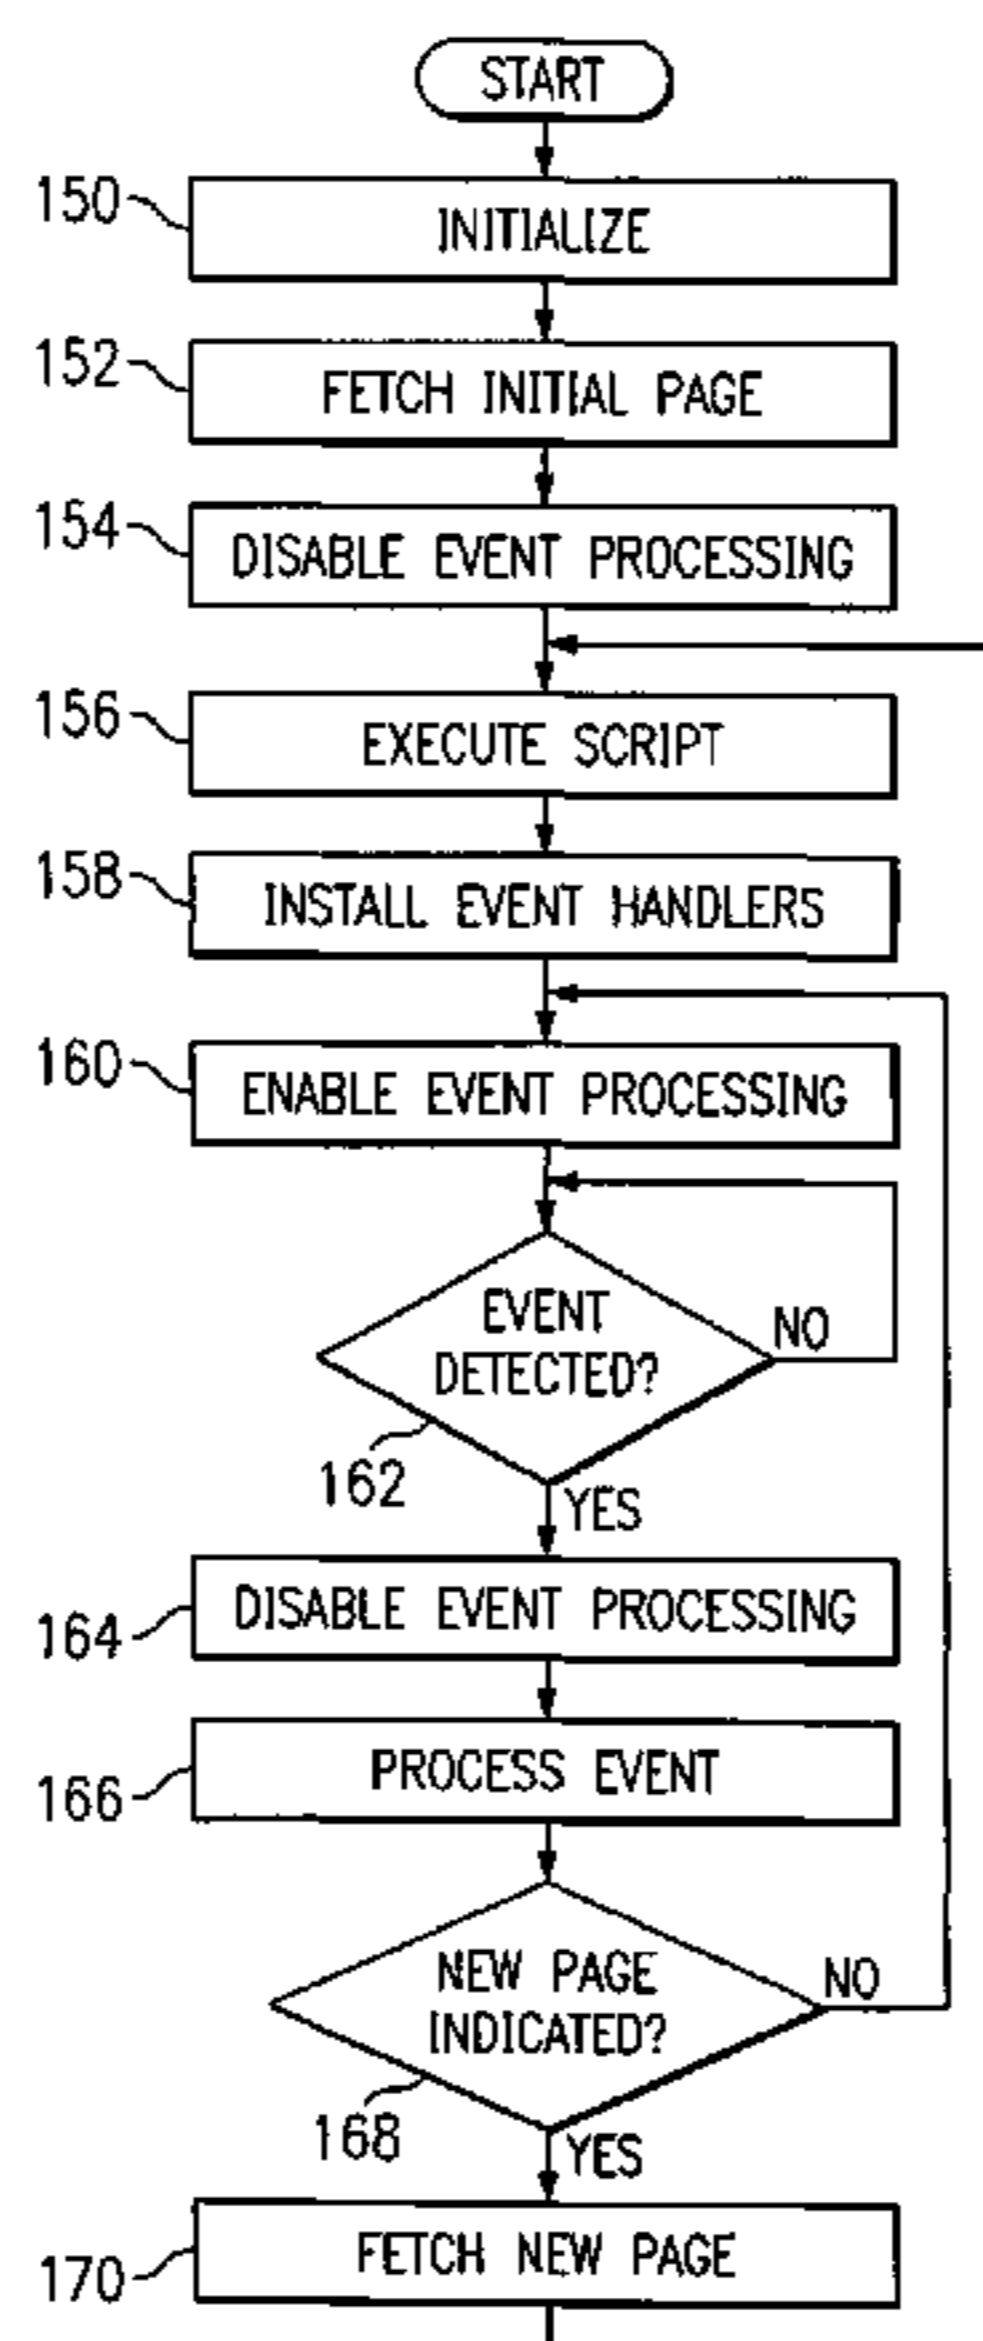 START
150
INITIALIZE
152
FETCH INITIAL PAGE
154
DISABLE EVENT PROCESSING
156
EXECUTE SCRIPT
158
INSTALL EVENT HANDLERS
160
ENABLE EVENT PROCESSING
EVENT
DETECTED?
NO
162
YES
164
DISABLE EVENT PROCESSING
166
PROCESS EVENT
NEW PAGE
INDICATED?
NO
168
YES
170
FETCH NEW PAGE